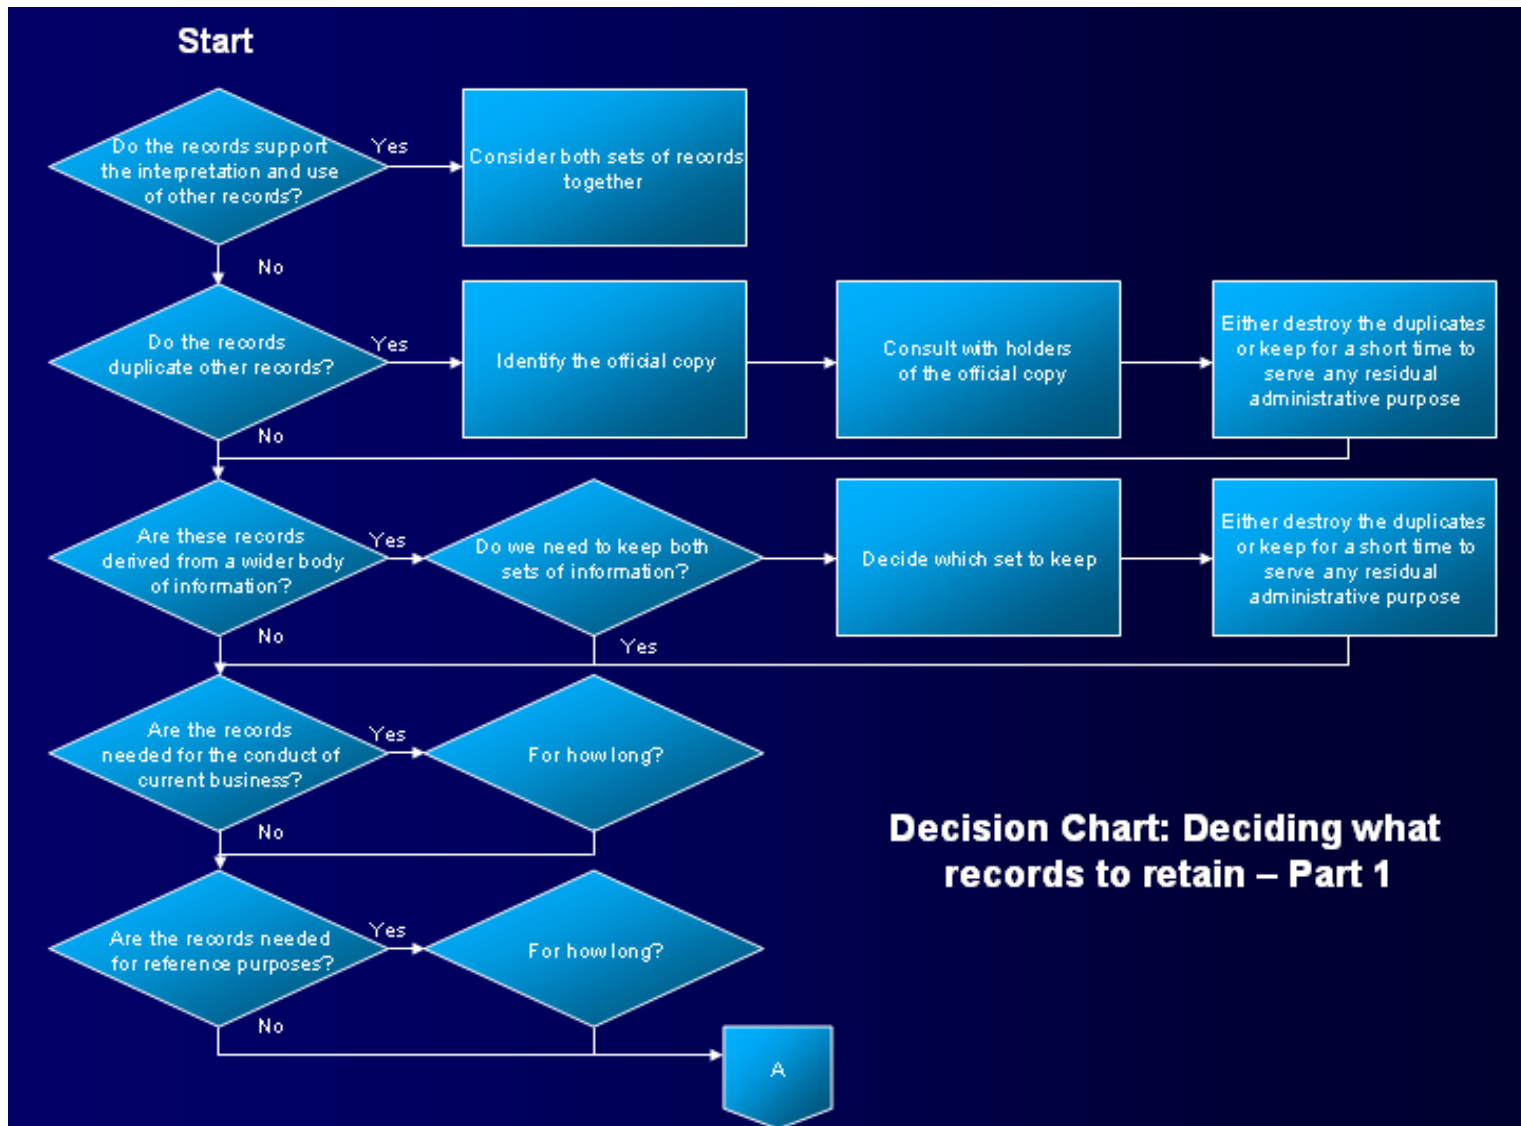 Start
Do the records support
the interpretation and use
of other records?
Yes
Consider both sets of records
together
No
Do the records
duplicate other records?
Yes
Identify the official copy
Consult with holders
of the official copy
Either destroy the duplicates
or keep for a short time to
serve any residual
administrative purpose
No
Are these records
derived from a wider body
of information?
Yes
Do we need to keep both
sets of information?
Decide which set to keep
Either destroy the duplicates
or keep for a short time to
serve any residual
administrative purpose
No
Yes
Are the records
needed for the conduct of
current business?
Yes
For how long?
No
Decision Chart: Deciding what
records to retain – Part 1
Are the records needed
for reference purposes?
Yes
For how long?
No
A